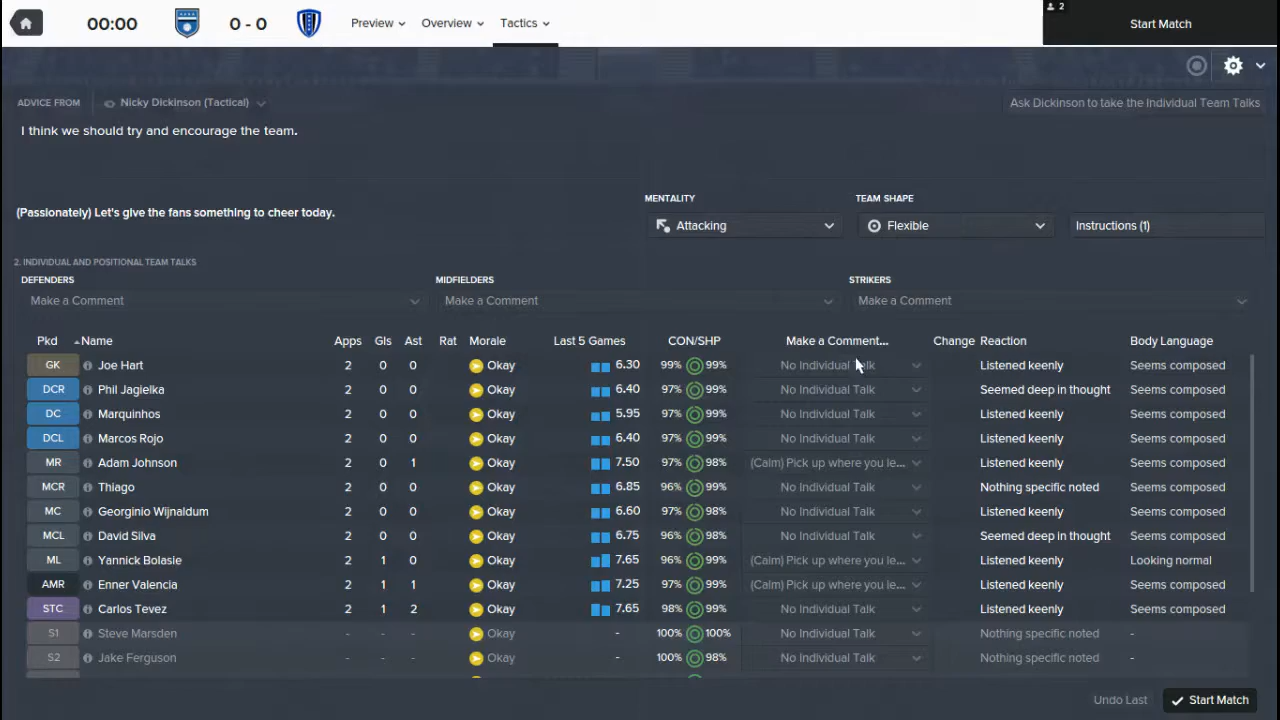 00:00 0 - 0 Preview Overview Tactics 2 Start Match
ADVICE FROM Nicky Dickinson (Tactical) Ask Dickinson to take the Individual Team Talks
I think we should try and encourage the team.
MENTALITY TEAM SHAPE
(Passionately) Let's give the fans something to cheer today. Attacking Flexible Instructions (1)
2. INDIVIDUAL AND POSITIONAL TEAM TALKS
DEFENDERS MIDFIELDERS STRIKERS
Make a Comment Make a Comment Make a Comment
Pkd Name Apps Gls Ast Rat Morale Last 5 Games CON/SHP Make a Comment... Change Reaction Body Language
GK Joe Hart 2 0 0 Okay 6.30 99% 99% No Individual Talk Listened keenly Seems composed
DCR Phil Jagielka 2 0 0 Okay 6.40 97% 99% No Individual Talk Seemed deep in thought Seems composed
DC Marquinhos 2 0 0 Okay 5.95 97% 99% No Individual Talk Listened keenly Seems composed
DCL Marcos Rojo 2 0 0 Okay 6.40 97% 99% No Individual Talk Listened keenly Seems composed
MR Adam Johnson 2 0 1 Okay 7.50 97% 98% (Calm) Pick up where you le... Listened keenly Seems composed
MCR Thiago 2 0 0 Okay 6.85 96% 99% No Individual Talk Nothing specific noted Seems composed
MC Georginio Wijnaldum 2 0 0 Okay 6.60 97% 98% No Individual Talk Listened keenly Seems composed
MCL David Silva 2 0 0 Okay 6.75 96% 98% No Individual Talk Seemed deep in thought Seems composed
ML Yannick Bolasie 2 1 0 Okay 7.65 96% 99% (Calm) Pick up where you le... Listened keenly Looking normal
AMR Enner Valencia 2 1 1 Okay 7.25 97% 99% (Calm) Pick up where you le... Listened keenly Seems composed
STC Carlos Tevez 2 1 2 Okay 7.65 98% 99% No Individual Talk Listened keenly Seems composed
S1 Steve Marsden - - - Okay - 100% 100% No Individual Talk Nothing specific noted -
S2 Jake Ferguson - - - Okay - 100% 98% No Individual Talk Nothing specific noted -
Undo Last Start Match